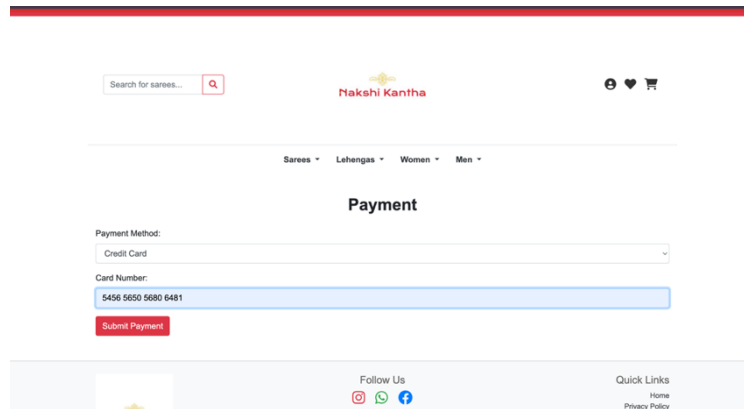 Search for sarees...
Nakshi Kantha
Sarees Lehengas Women Men
Payment
Payment Method:
Credit Card
Card Number:
5456 5650 5680 6481
Submit Payment
Follow Us
Quick Links
Home
Privacy Policy